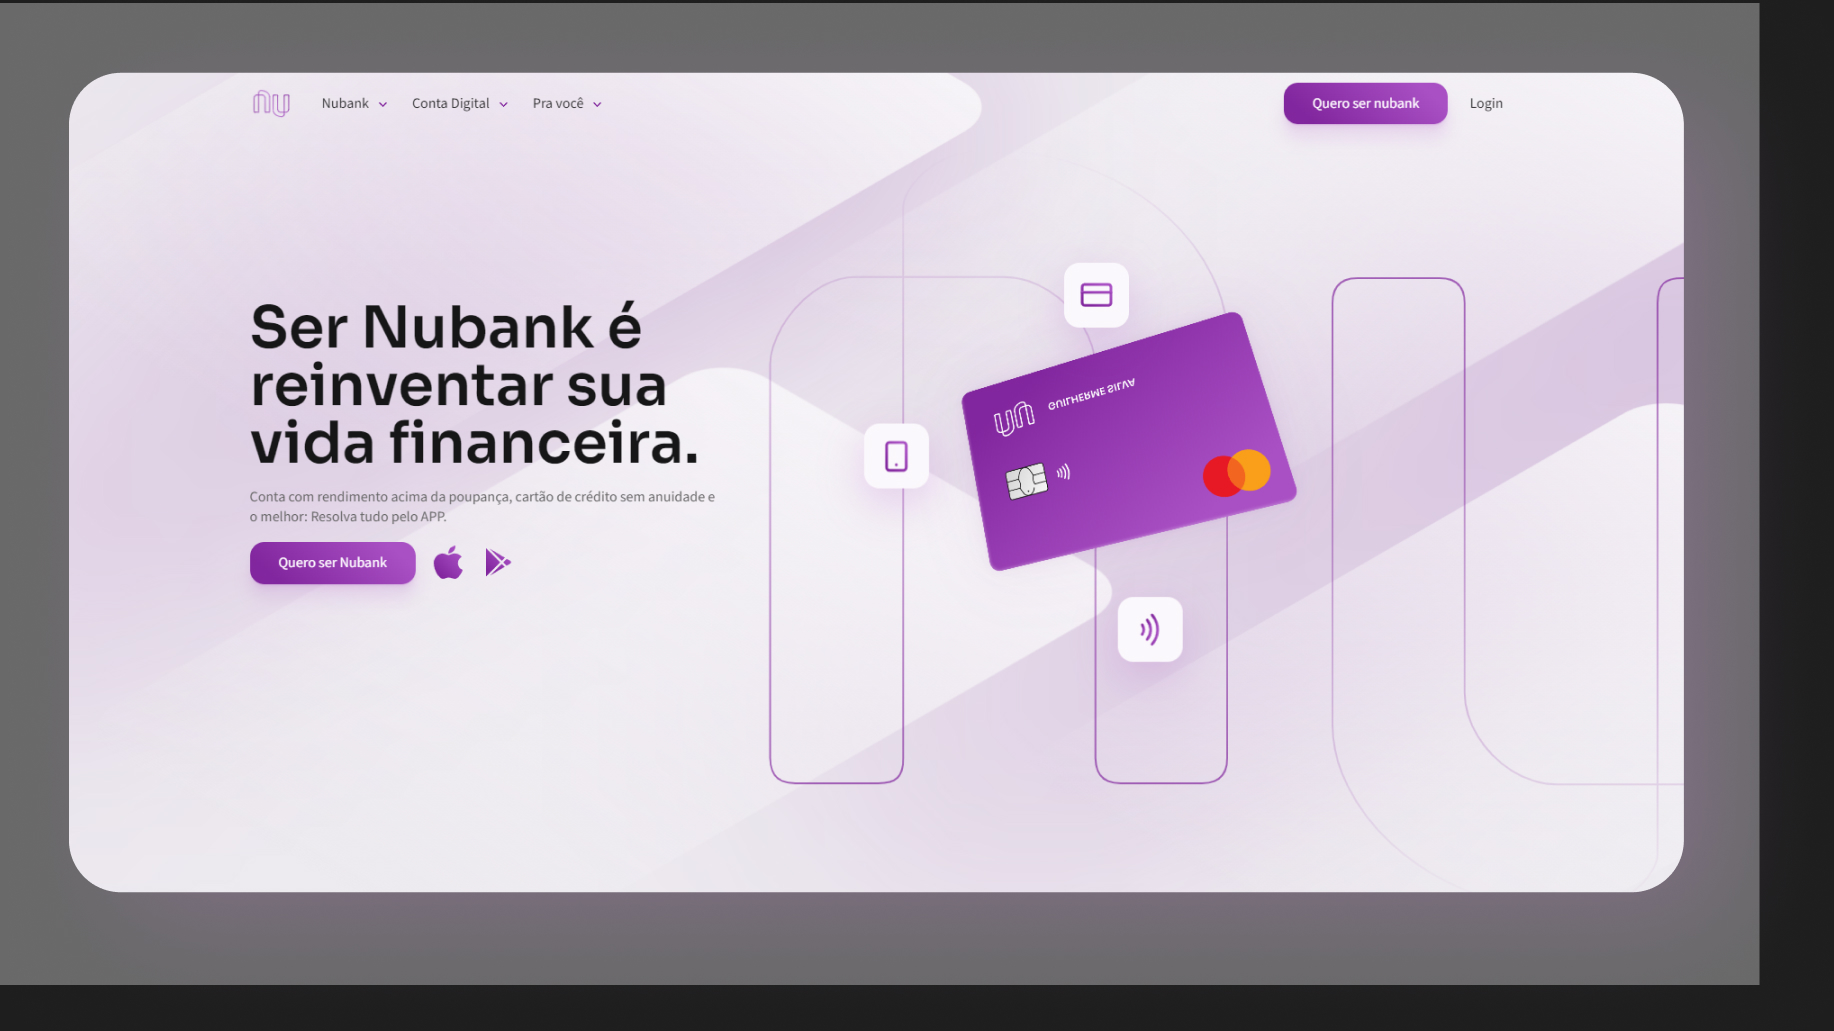 nu
Nubank
Conta Digital
Pra você
Quero ser nubank
Login
Ser Nubank é
reinventar sua
vida financeira.
Conta com rendimento acima da poupança, cartão de crédito sem anuidade e
o melhor: Resolva tudo pelo APP.
Quero ser Nubank
nu
GUILHERME SILVA